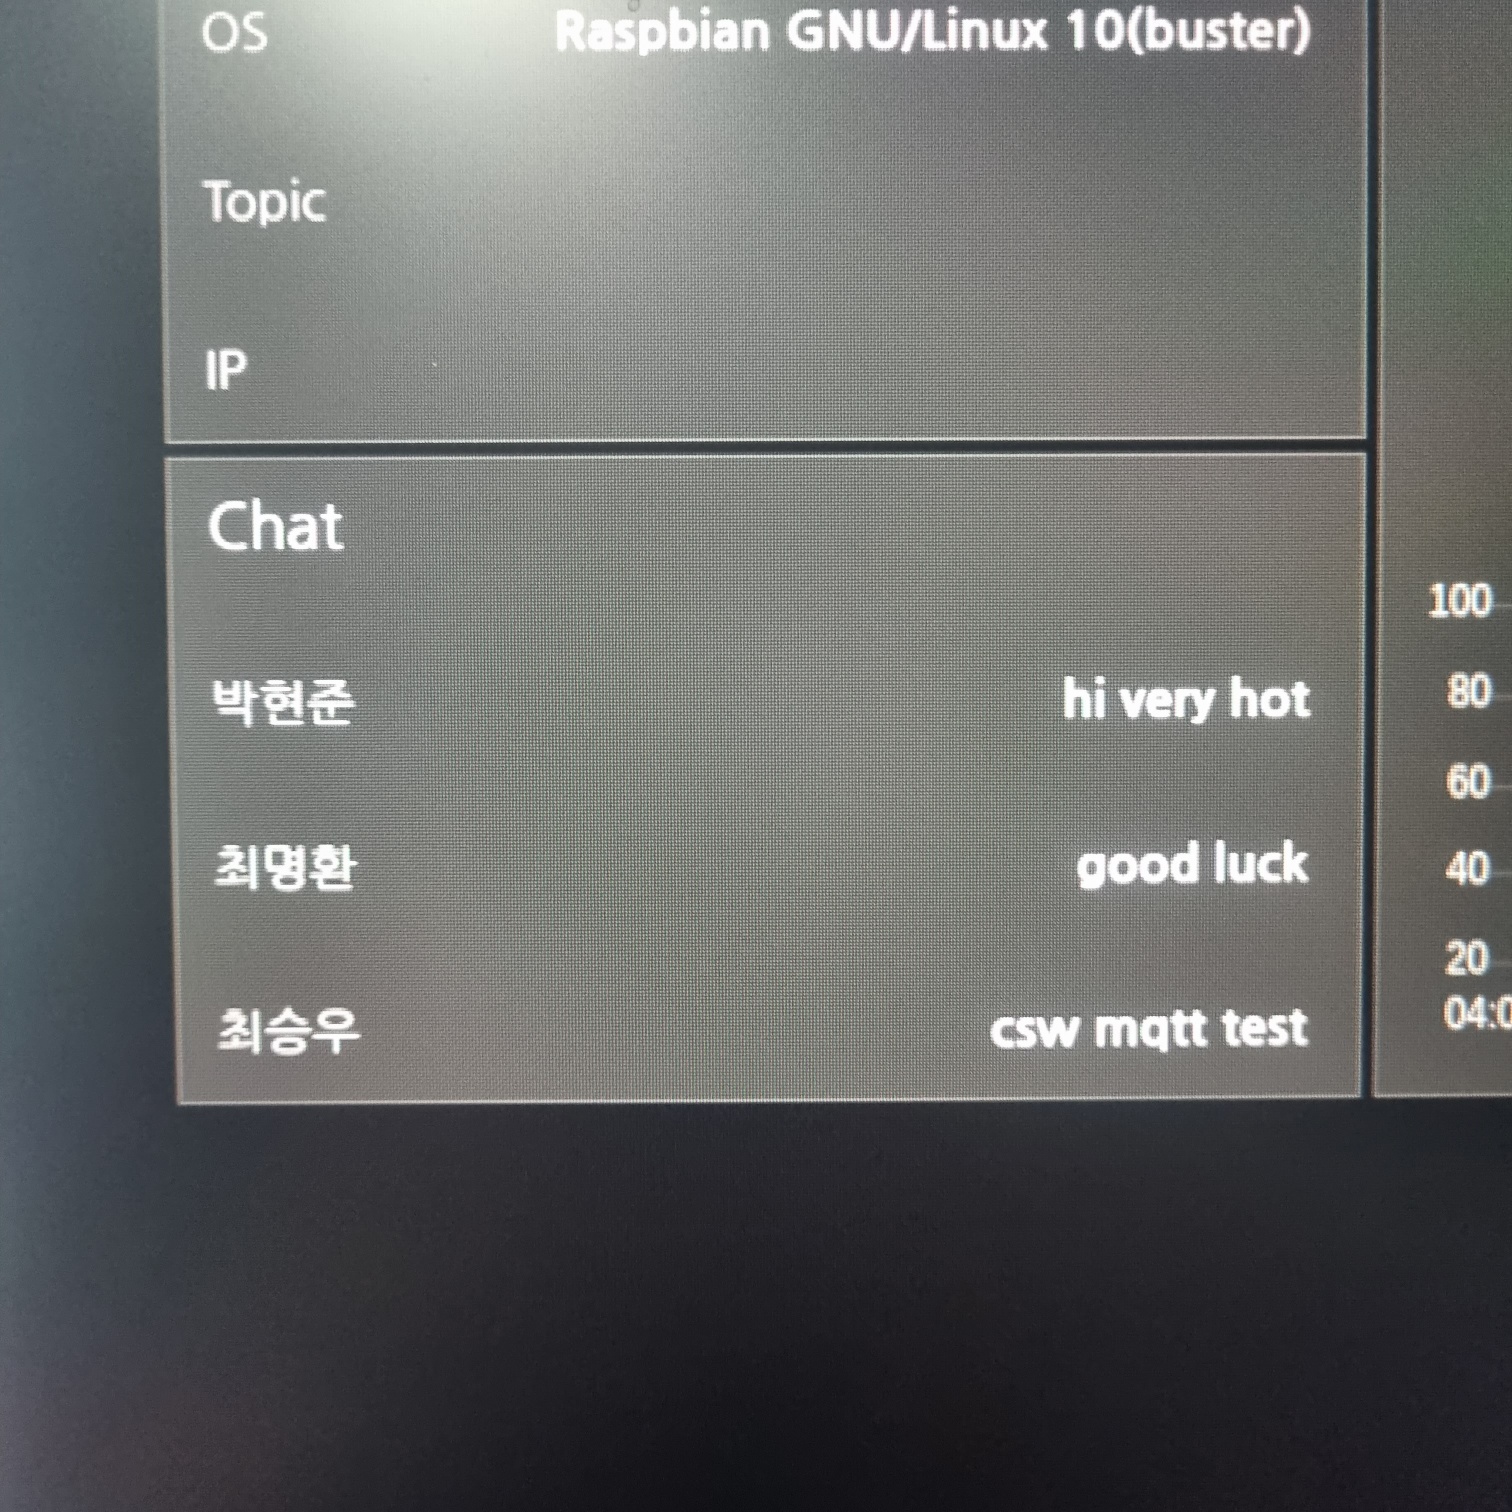 OS Raspbian GNU/Linux 10(buster)
Topic
IP
Chat
박현준 hi very hot
최명환 good luck
최승우 csw mqtt test
100
80
60
40
20
04:0